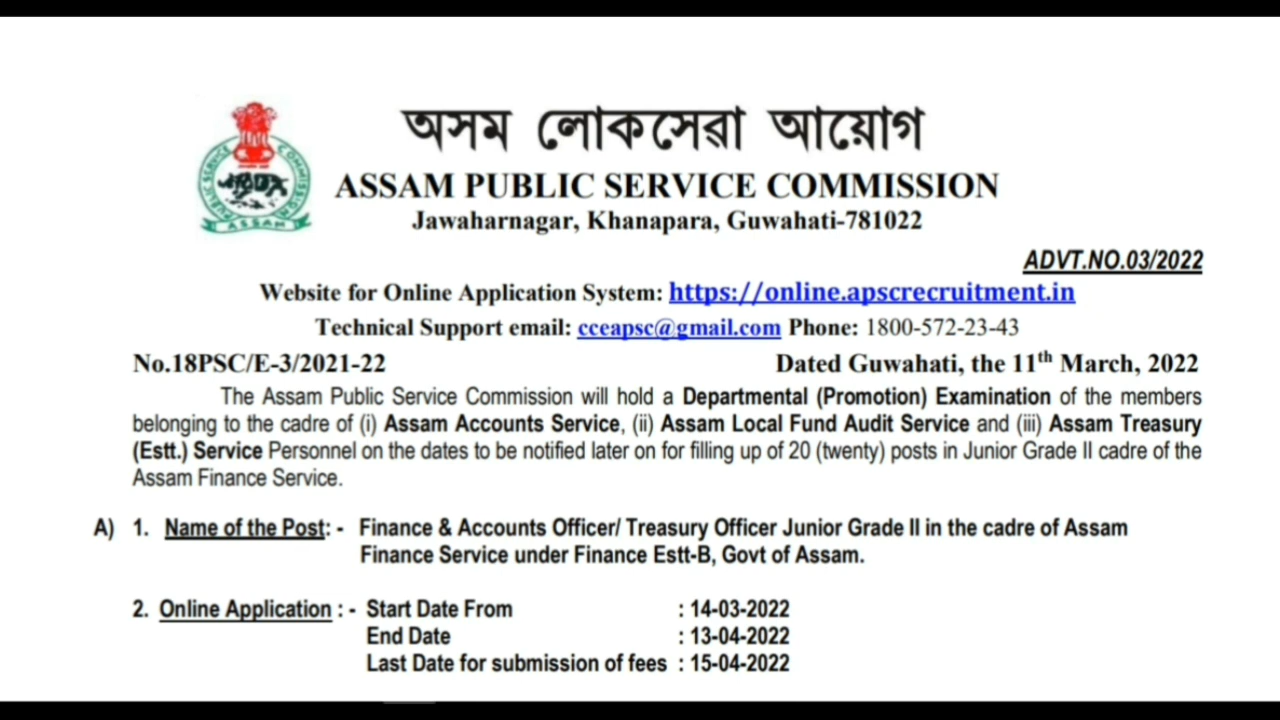 অসম লোকসেৱা আয়োগ
ASSAM PUBLIC SERVICE COMMISSION
Jawaharnagar, Khanapara, Guwahati-781022
ADVT.NO.03/2022
Website for Online Application System: https://online.apscrecruitment.in
Technical Support email: cceapsc@gmail.com Phone: 1800-572-23-43
No.18PSC/E-3/2021-22 Dated Guwahati, the 11th March, 2022
The Assam Public Service Commission will hold a Departmental (Promotion) Examination of the members
belonging to the cadre of (i) Assam Accounts Service, (ii) Assam Local Fund Audit Service and (iii) Assam Treasury
(Estt.) Service Personnel on the dates to be notified later on for filling up of 20 (twenty) posts in Junior Grade II cadre of the
Assam Finance Service.
A) 1. Name of the Post: - Finance & Accounts Officer/ Treasury Officer Junior Grade II in the cadre of Assam
Finance Service under Finance Estt-B, Govt of Assam.
2. Online Application : - Start Date From : 14-03-2022
End Date : 13-04-2022
Last Date for submission of fees : 15-04-2022
PUBLIC SERVICE COMMISSION
ASSAM